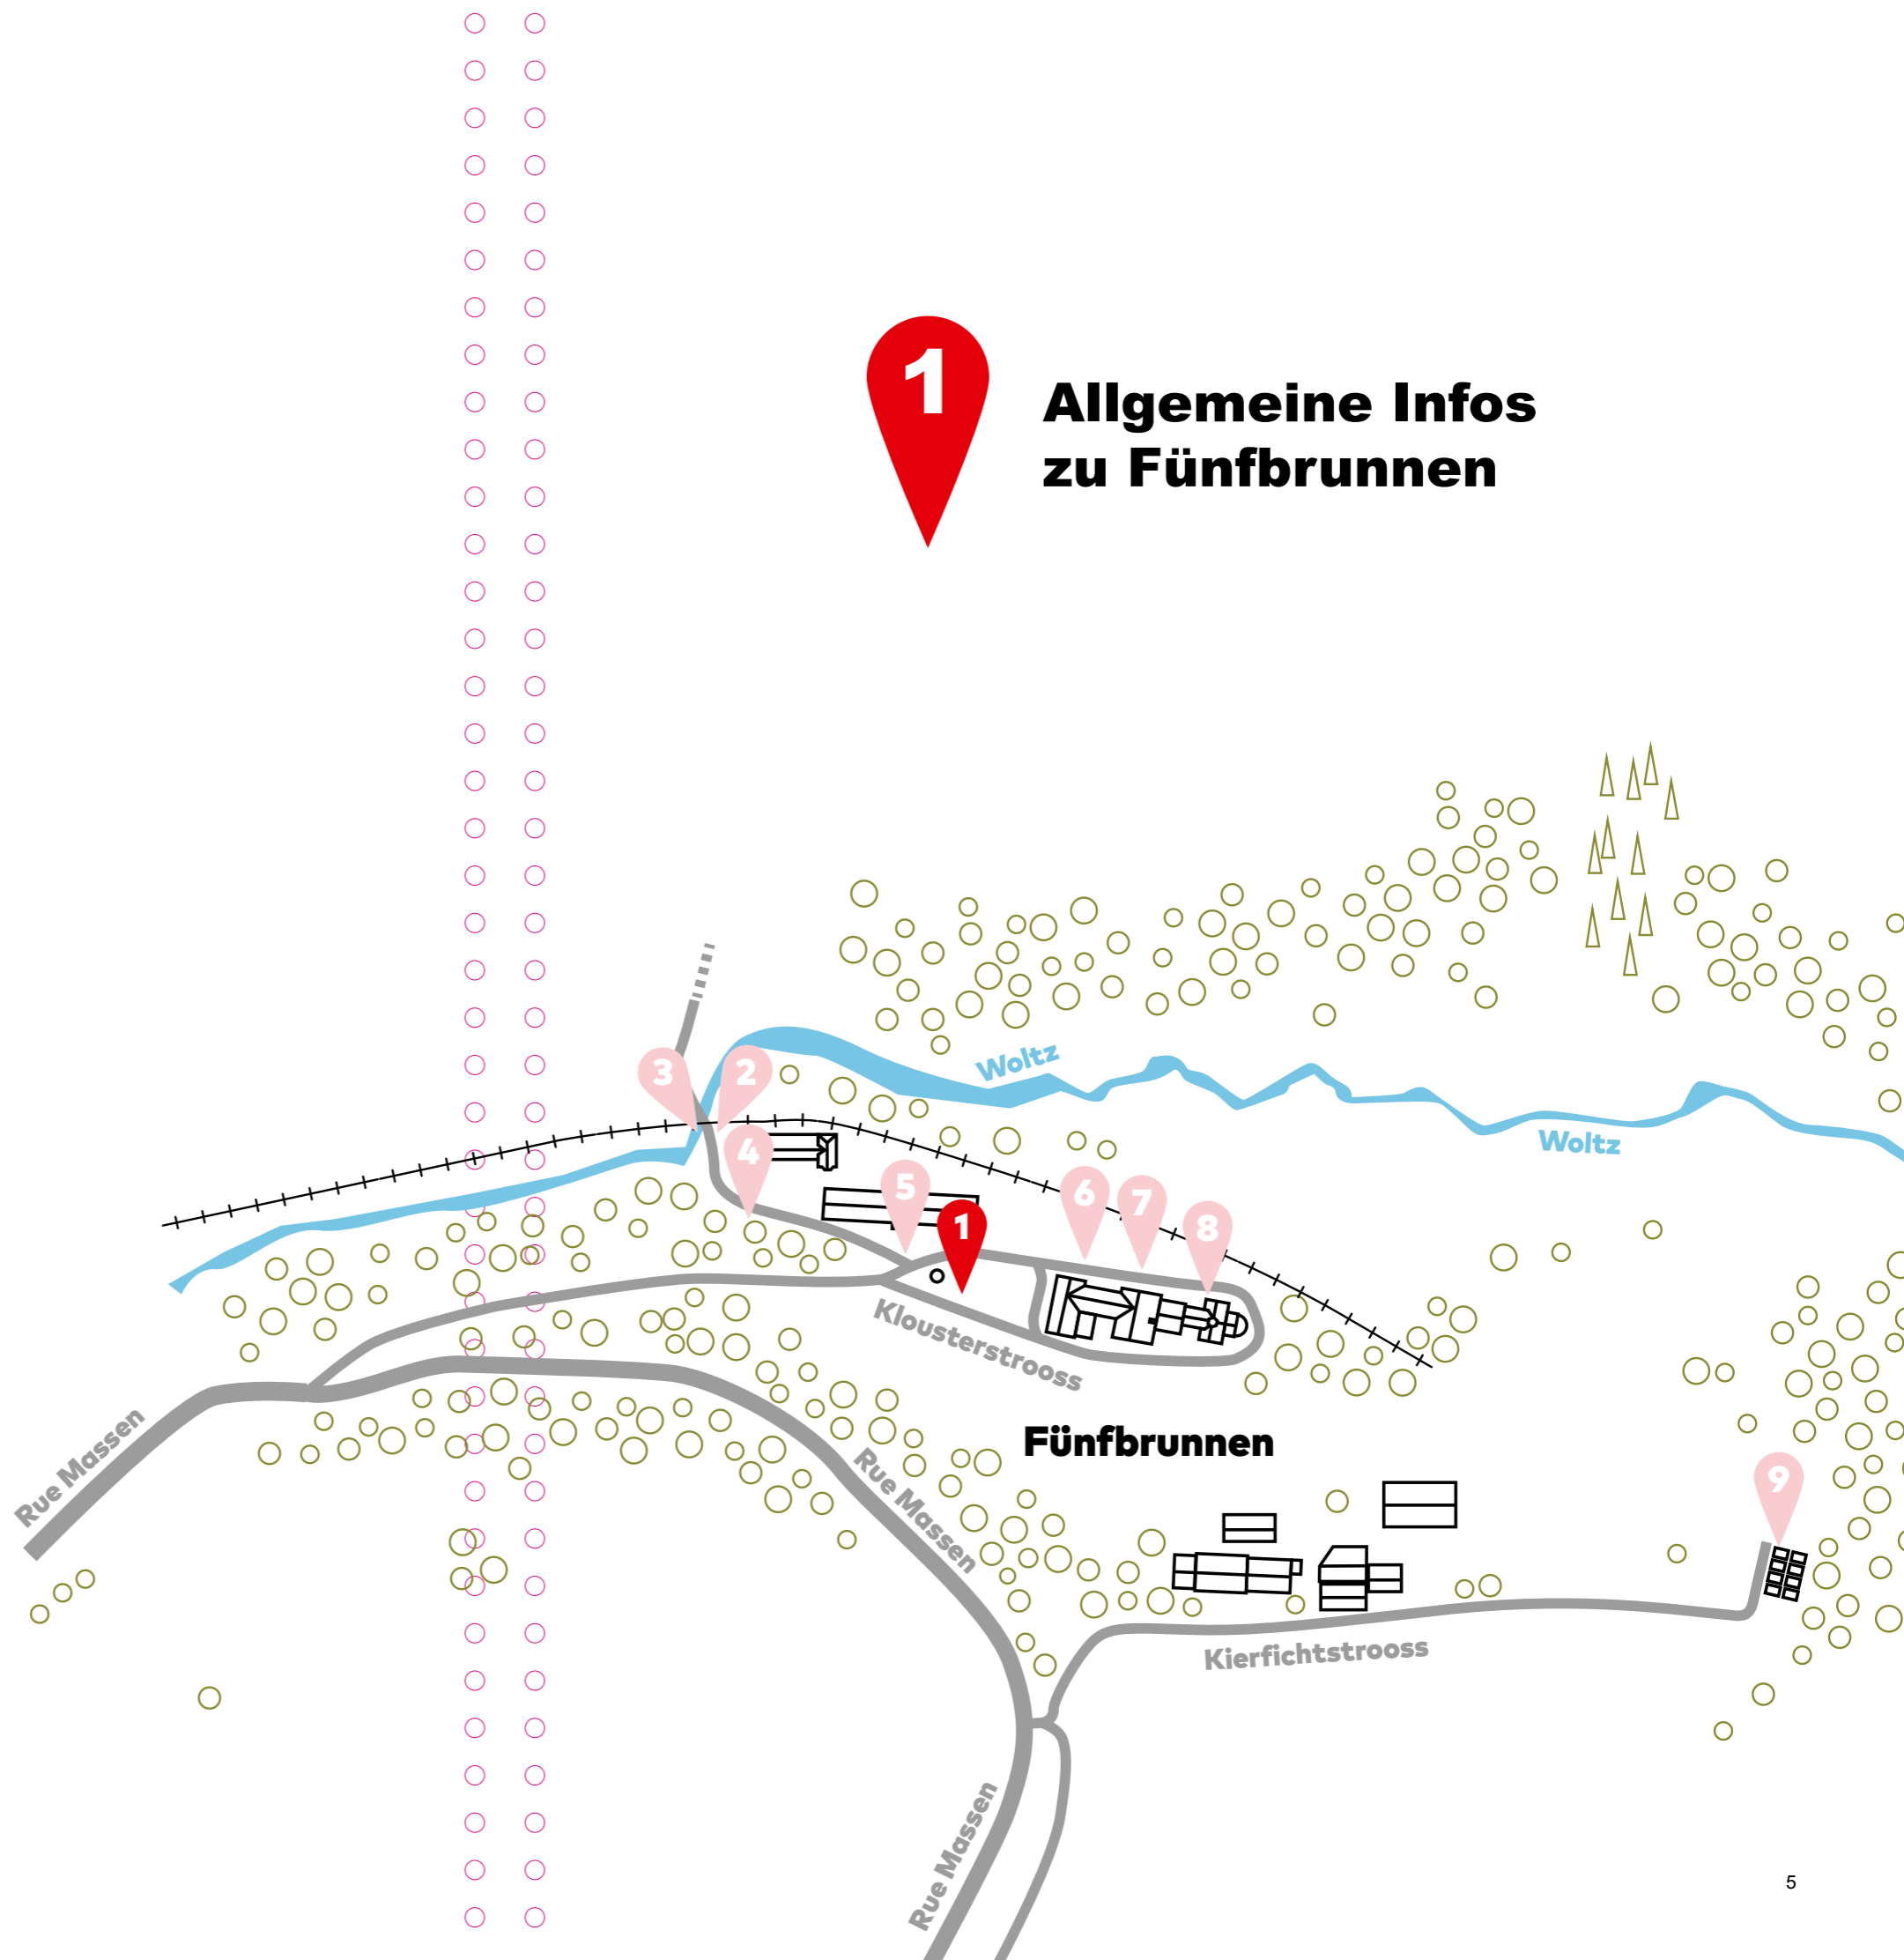 1
Allgemeine Infos
zu Fünfbrunnen
Woltz
3
2
Woltz
4
5
6
7
1
8
Klousterstrooss
Rue Massen
Fünfbrunnen
Rue Massen
9
Kierfichtstrooss
Rue Massen
5